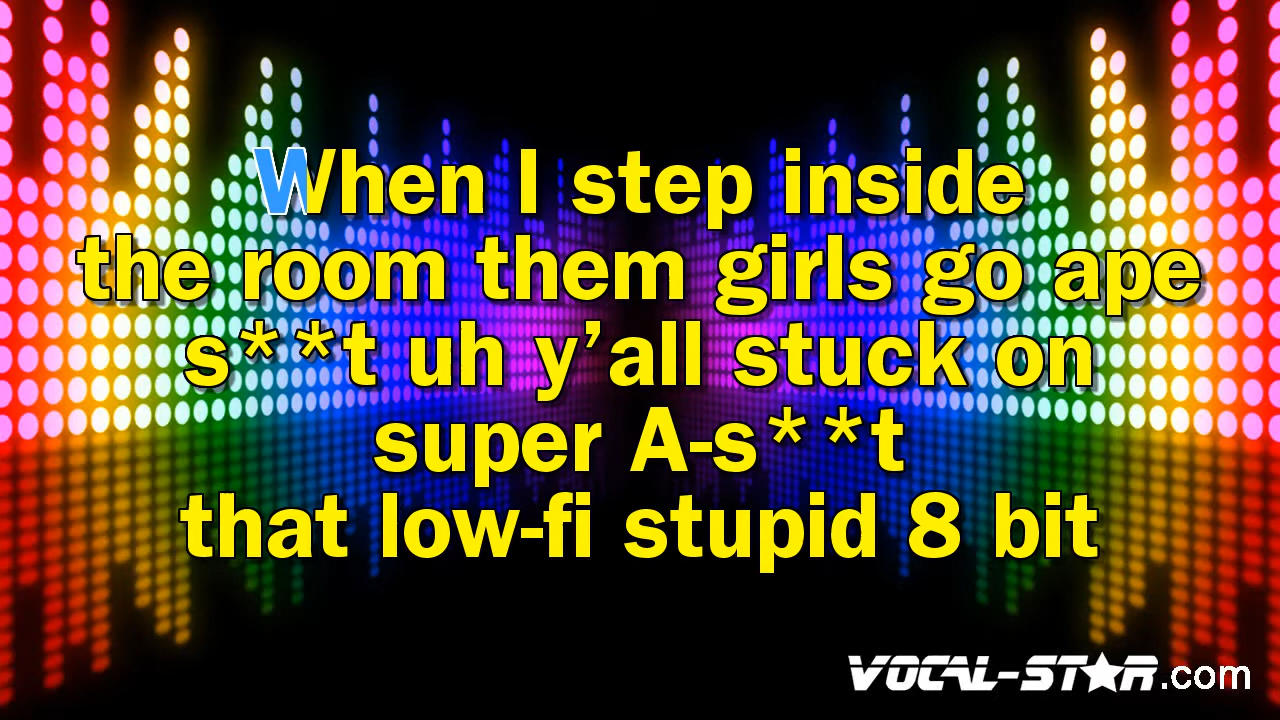 When I step inside
the room them girls go ape
s**t uh y’all stuck on
super A-s**t
that low-fi stupid 8 bit
VOCAL-STAR.com